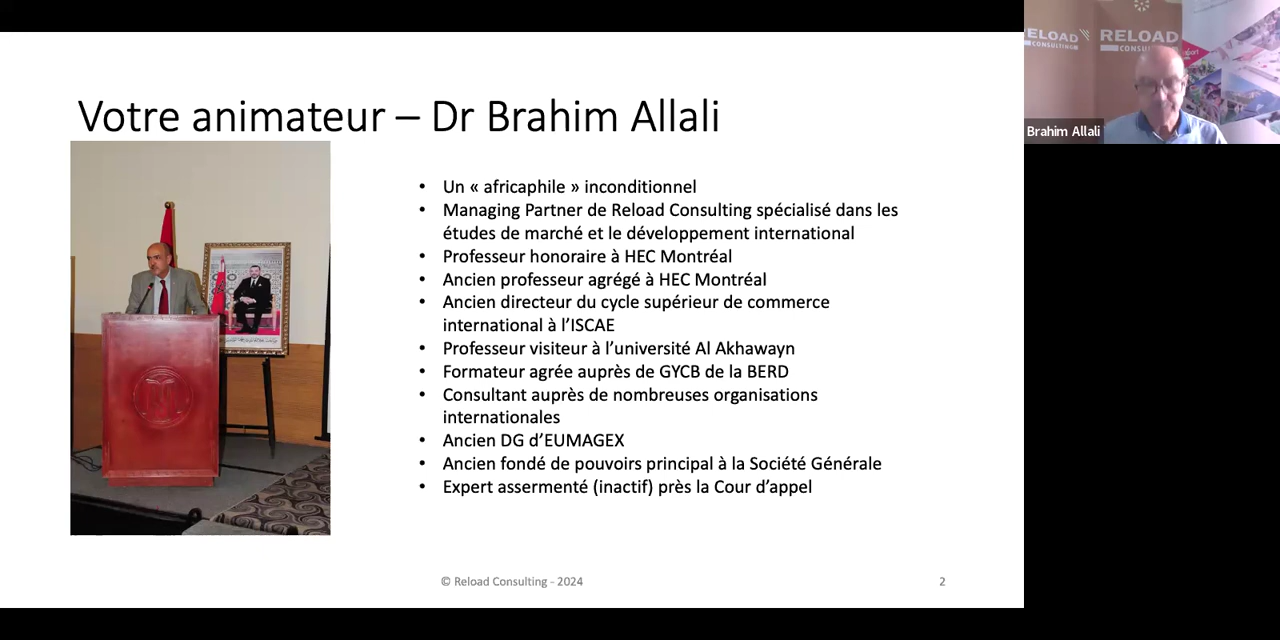 Votre animateur – Dr Brahim Allali
• Un « africaphile » inconditionnel
• Managing Partner de Reload Consulting spécialisé dans les
études de marché et le développement international
• Professeur honoraire à HEC Montréal
• Ancien professeur agrégé à HEC Montréal
• Ancien directeur du cycle supérieur de commerce
international à l’ISCAE
• Professeur visiteur à l’université Al Akhawayn
• Formateur agrée auprès de GYCB de la BERD
• Consultant auprès de nombreuses organisations
internationales
• Ancien DG d’EUMAGEX
• Ancien fondé de pouvoirs principal à la Société Générale
• Expert assermenté (inactif) près la Cour d’appel
© Reload Consulting - 2024
2
RELOAD
CONSULTING
RELOAD
Brahim Allali